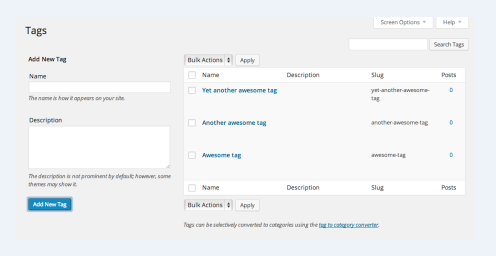 Screen Options
Help
Tags
Search Tags
Add New Tag
Bulk Actions
Apply
Name
Description
Slug
Posts
Name
The name is how it appears on your site.
Yet another awesome tag
yet-another-awesome-
tag
0
Description
Another awesome tag
another-awesome-tag
0
Awesome tag
awesome-tag
0
The description is not prominent by default; however, some
themes may show it.
Name
Description
Slug
Posts
Add New Tag
Bulk Actions
Apply
Tags can be selectively converted to categories using the tag to category converter.